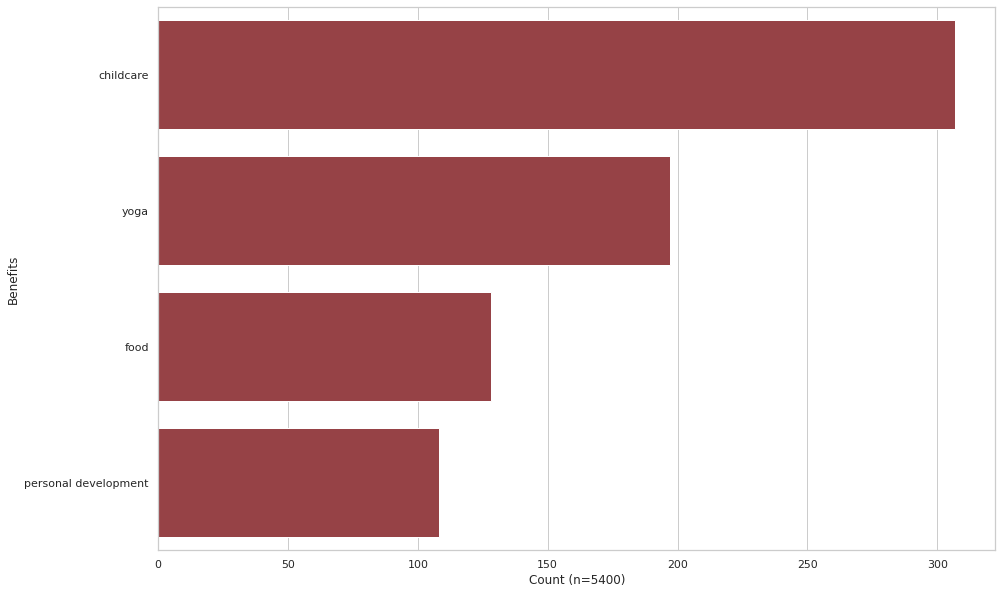 childcare
yoga
food
personal development
Benefits
0 50 100 150 200 250 300
Count (n=5400)